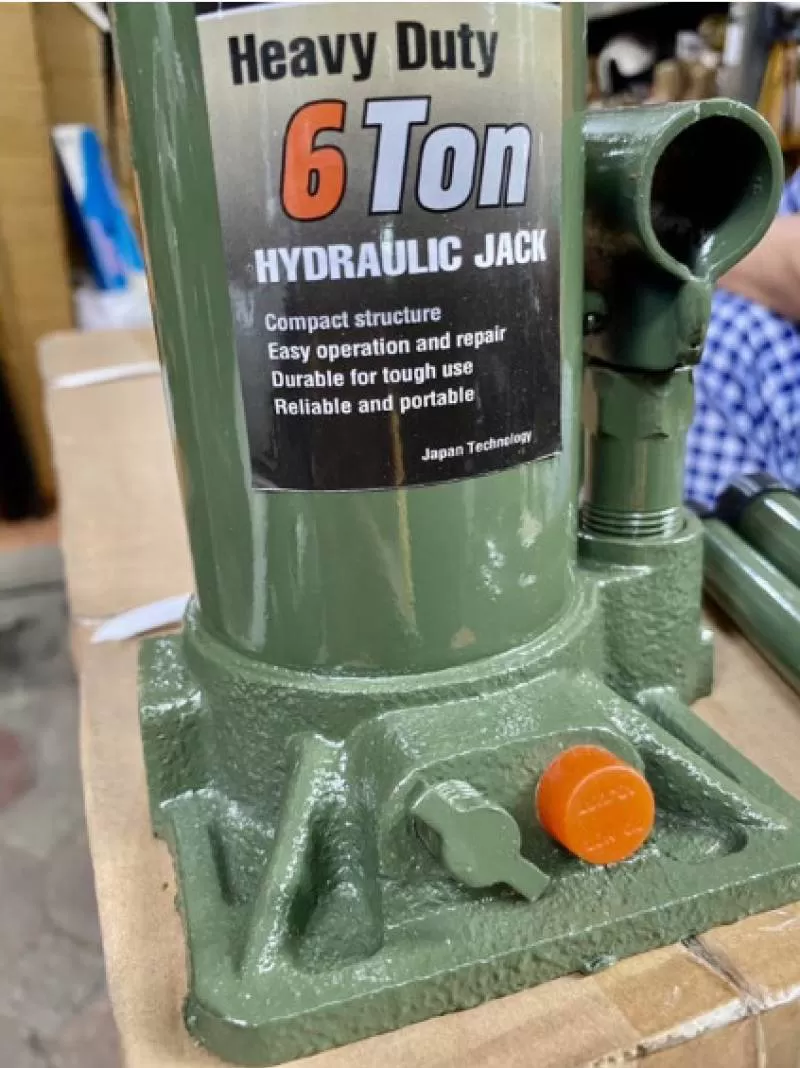 Heavy Duty
6 Ton
HYDRAULIC JACK
Compact structure
Easy operation and repair
Durable for tough use
Reliable and portable
Japan Technology